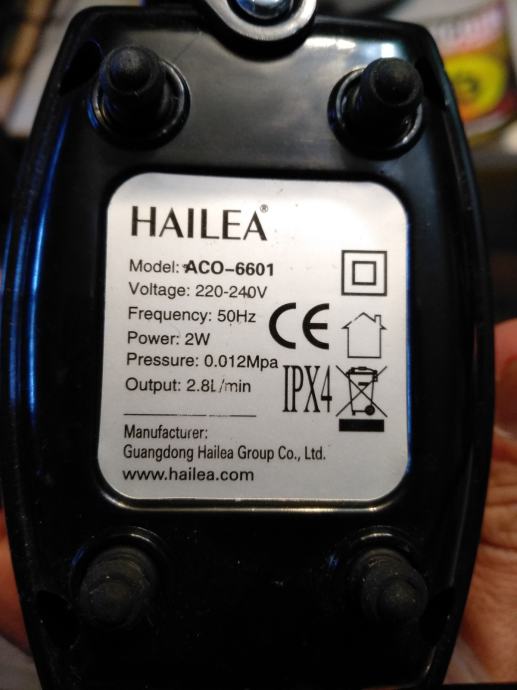 HAILEA®
Model: ACO-6601
Voltage: 220-240V
Frequency: 50Hz
Power: 2W
Pressure: 0.012Mpa
Output: 2.8L/min
CE
IPX4
Manufacturer:
Guangdong Hailea Group Co., Ltd.
www.hailea.com